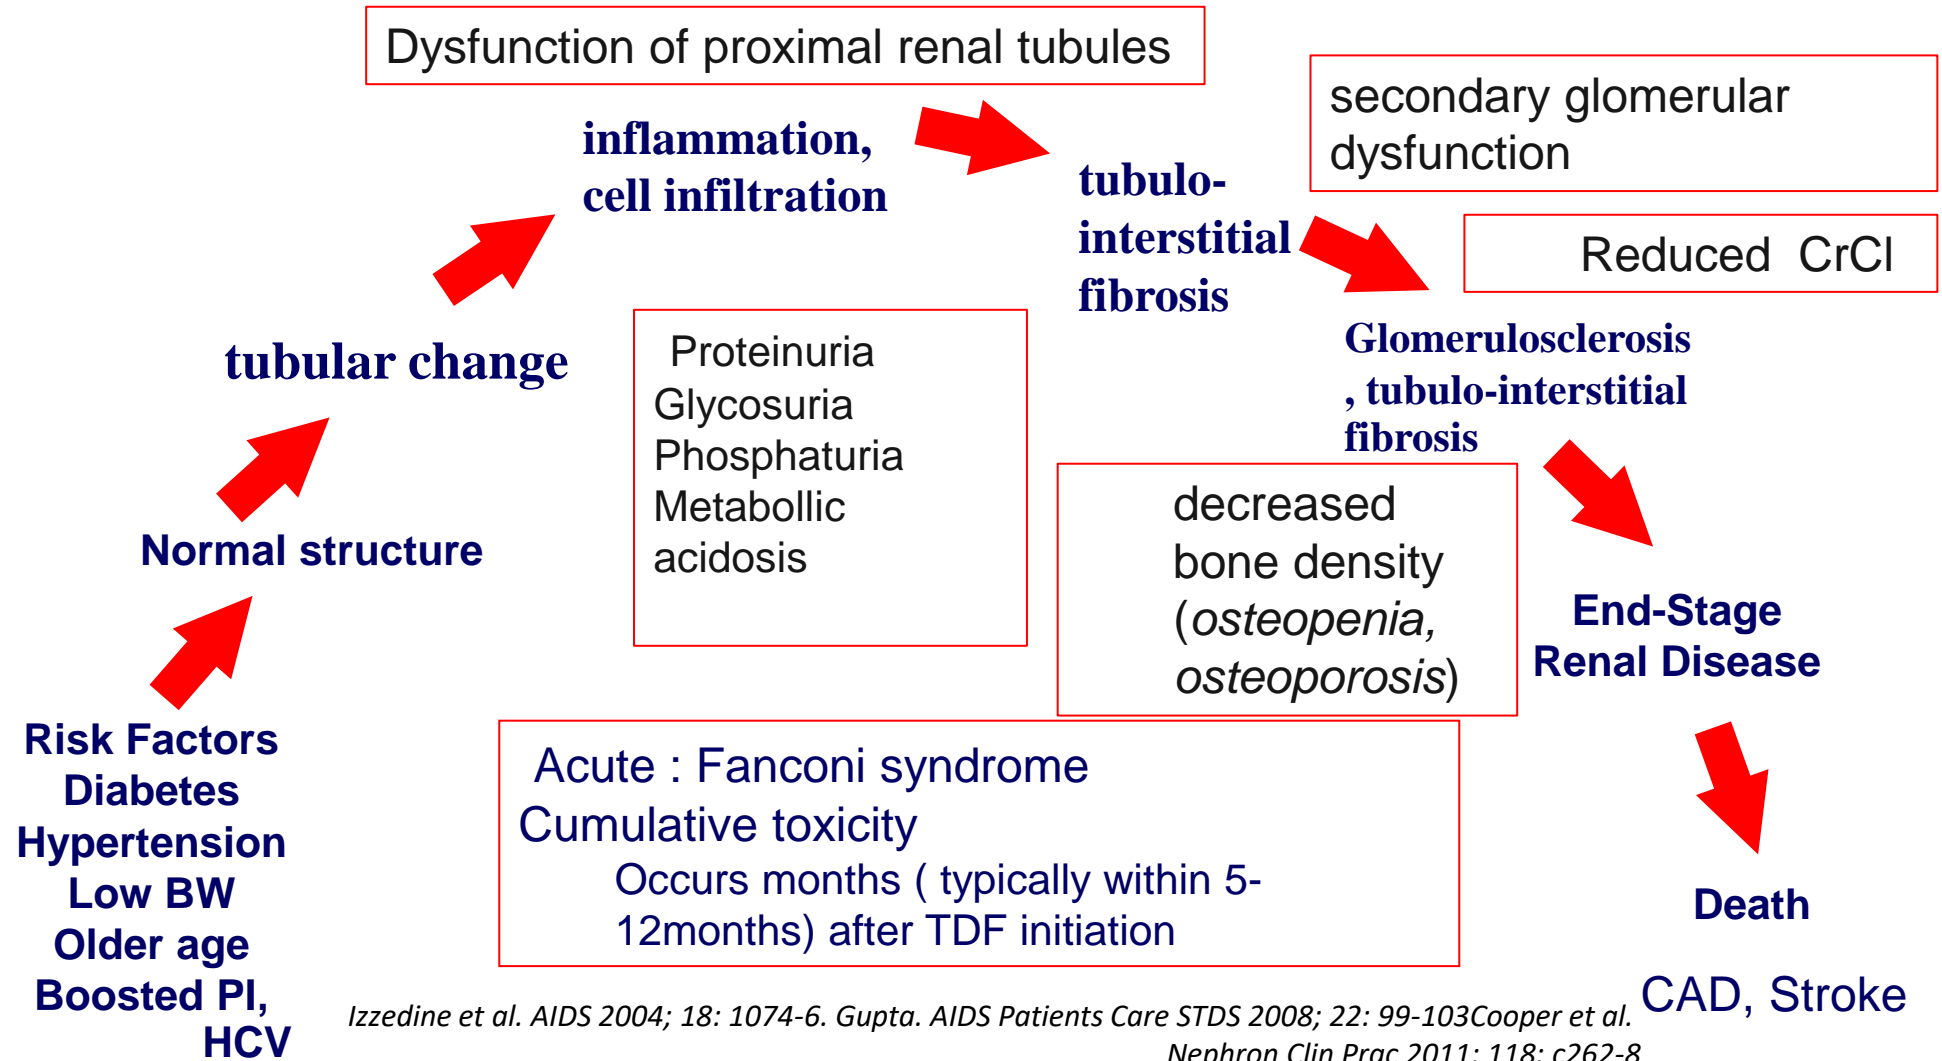 Dysfunction of proximal renal tubules
secondary glomerular
dysfunction
inflammation,
cell infiltration
tubulo-
interstitial
fibrosis
Reduced CrCl
tubular change
Proteinuria
Glycosuria
Phosphaturia
Metabollic
acidosis
Glomerulosclerosis
, tubulo-interstitial
fibrosis
decreased
bone density
(osteopenia,
osteoporosis)
Normal structure
End-Stage
Renal Disease
Risk Factors
Diabetes
Hypertension
Low BW
Older age
Boosted PI,
HCV
Acute : Fanconi syndrome
Cumulative toxicity
Occurs months ( typically within 5-
12months) after TDF initiation
Death
CAD, Stroke
Izzedine et al. AIDS 2004; 18: 1074-6. Gupta. AIDS Patients Care STDS 2008; 22: 99-103Cooper et al.
Nephron Clin Prac 2011; 118: c262-8